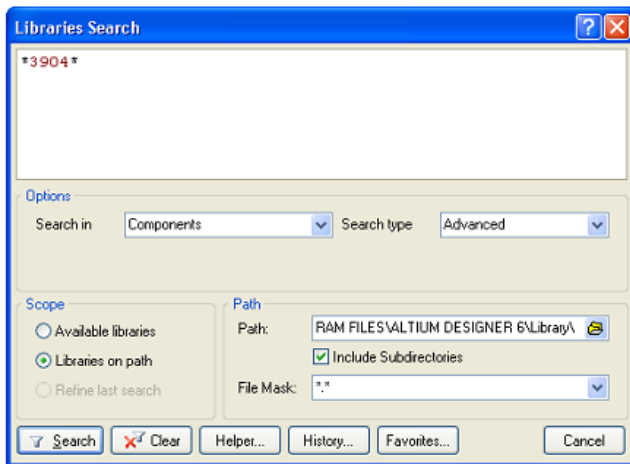 Libraries Search
*3904*
Options
Search in Components Search type Advanced
Scope
Available libraries
Libraries on path
Refine last search
Path
Path: RAM FILES\ALTIUM DESIGNER 6\Library\
Include Subdirectories
File Mask: *.*
Search Clear Helper... History... Favorites... Cancel